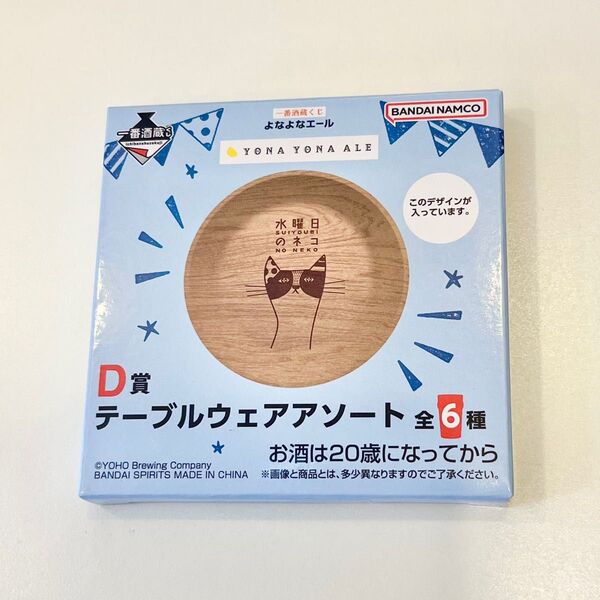 一番酒蔵くじ
ichibansakagurakuji
一番酒蔵くじ
よなよなエール
YONA YONA ALE
BANDAI NAMCO
このデザインが
入っています。
水曜日
SUIYOUBI
のネコ
NO NEKO
D賞
テーブルウェアアソート 全6種
お酒は20歳になってから
©YOHO Brewing Company
BANDAI SPIRITS MADE IN CHINA
※画像と商品とは、多少異なりますのでご了承ください。